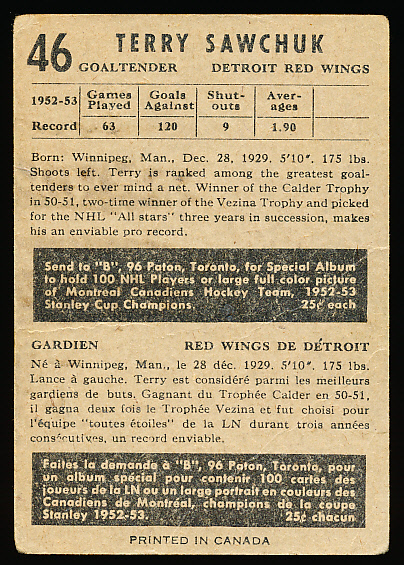 46 TERRY SAWCHUK
GOALTENDER DETROIT RED WINGS
1952-53 Games Played Goals Against Shut-outs Aver-ages
Record 63 120 9 1.90
Born: Winnipeg, Man., Dec. 28, 1929. 5'10". 175 lbs.
Shoots left. Terry is ranked among the greatest goal-
tenders to ever mind a net. Winner of the Calder Trophy
in 50-51, two-time winner of the Vezina Trophy and picked
for the NHL "All stars" three years in succession, makes
his an enviable pro record.
Send to "B", 96 Paton, Toronto, for Special Album
to hold 100 NHL Players or large full color picture
of Montreal Canadiens Hockey Team, 1952-53
Stanley Cup Champions. 25¢ each
GARDIEN RED WINGS DE DÉTROIT
Né à Winnipeg, Man., le 28 déc. 1929. 5'10". 175 lbs.
Lance à gauche. Terry est considéré parmi les meilleurs
gardiens de buts. Gagnant du Trophée Calder en 50-51,
il gagna deux fois le Trophée Vezina et fut choisi pour
l'équipe "toutes étoiles" de la LN durant trois années
consécutives, un record enviable.
Faites la demande à "B", 96 Paton, Toronto, pour
un album spécial pour contenir 100 cartes des
joueurs de la LN ou un large portrait en couleurs des
Canadiens de Montréal, champions de la coupe
Stanley 1952-53. 25¢ chacun
PRINTED IN CANADA